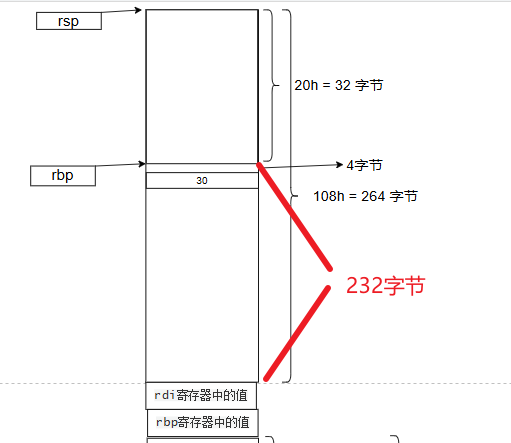 rsp
20h = 32 字节
rbp
4字节
30
108h = 264 字节
232字节
rdi寄存器中的值
rbp寄存器中的值